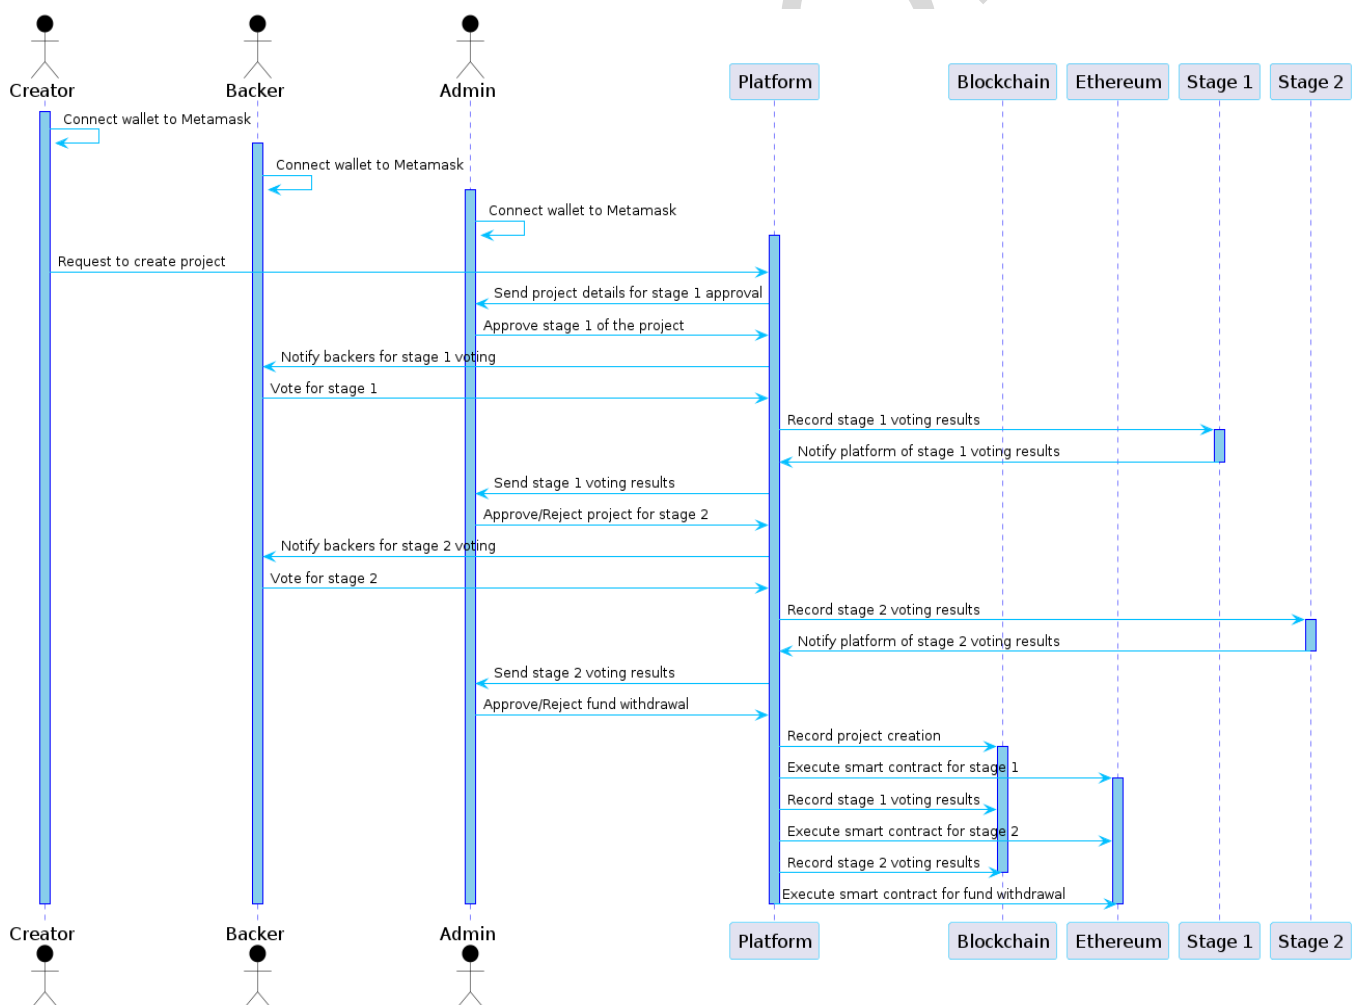 Creator Backer Admin Platform Blockchain Ethereum Stage 1 Stage 2
Connect wallet to Metamask
Connect wallet to Metamask
Connect wallet to Metamask
Request to create project
Send project details for stage 1 approval
Approve stage 1 of the project
Notify backers for stage 1 voting
Vote for stage 1
Record stage 1 voting results
Notify platform of stage 1 voting results
Send stage 1 voting results
Approve/Reject project for stage 2
Notify backers for stage 2 voting
Vote for stage 2
Record stage 2 voting results
Notify platform of stage 2 voting results
Send stage 2 voting results
Approve/Reject fund withdrawal
Record project creation
Execute smart contract for stage 1
Record stage 1 voting results
Execute smart contract for stage 2
Record stage 2 voting results
Execute smart contract for fund withdrawal
Creator Backer Admin Platform Blockchain Ethereum Stage 1 Stage 2